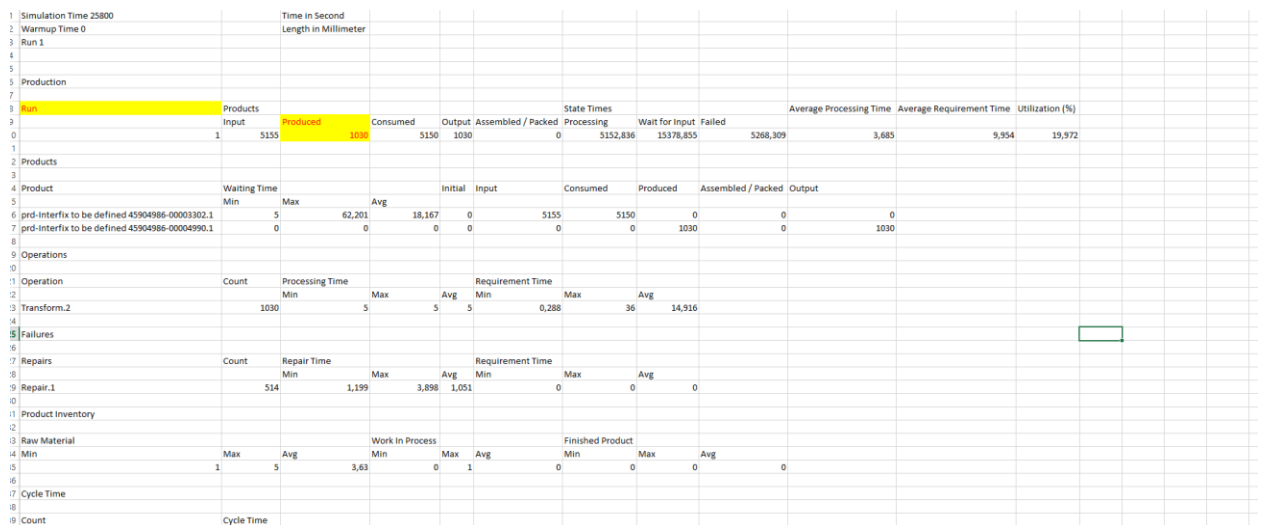 1 Simulation Time 25800 Time in Second
2 Warmup Time 0 Length in Millimeter
3 Run 1
4
5
6 Production
7
8 Run Products State Times Average Processing Time Average Requirement Time Utilization (%)
9 Input Produced Consumed Output Assembled / Packed Processing Wait for Input Failed
0 1 5155 1030 5150 1030 0 5152,836 15378,855 5268,309 3,685 9,954 19,972
1
2 Products
3
4 Product Waiting Time Initial Input Consumed Produced Assembled / Packed Output
5 Min Max Avg
6 prd-Interfix to be defined 45904986-00003302.1 5 62,201 18,167 0 5155 5150 0 0 0
7 prd-Interfix to be defined 45904986-00004990.1 0 0 0 0 0 0 1030 0 1030
8
9 Operations
20
21 Operation Count Processing Time Requirement Time
22 Min Max Avg Min Max Avg
23 Transform.2 1030 5 5 5 0,288 36 14,916
24
25 Failures
26
27 Repairs Count Repair Time Requirement Time
28 Min Max Avg Min Max Avg
29 Repair.1 514 1,199 3,898 1,051 0 0 0
30
31 Product Inventory
32
33 Raw Material Work In Process Finished Product
34 Min Max Avg Min Max Avg Min Max Avg
35 1 5 3,63 0 1 0 0 0 0
36
37 Cycle Time
38
39 Count Cycle Time